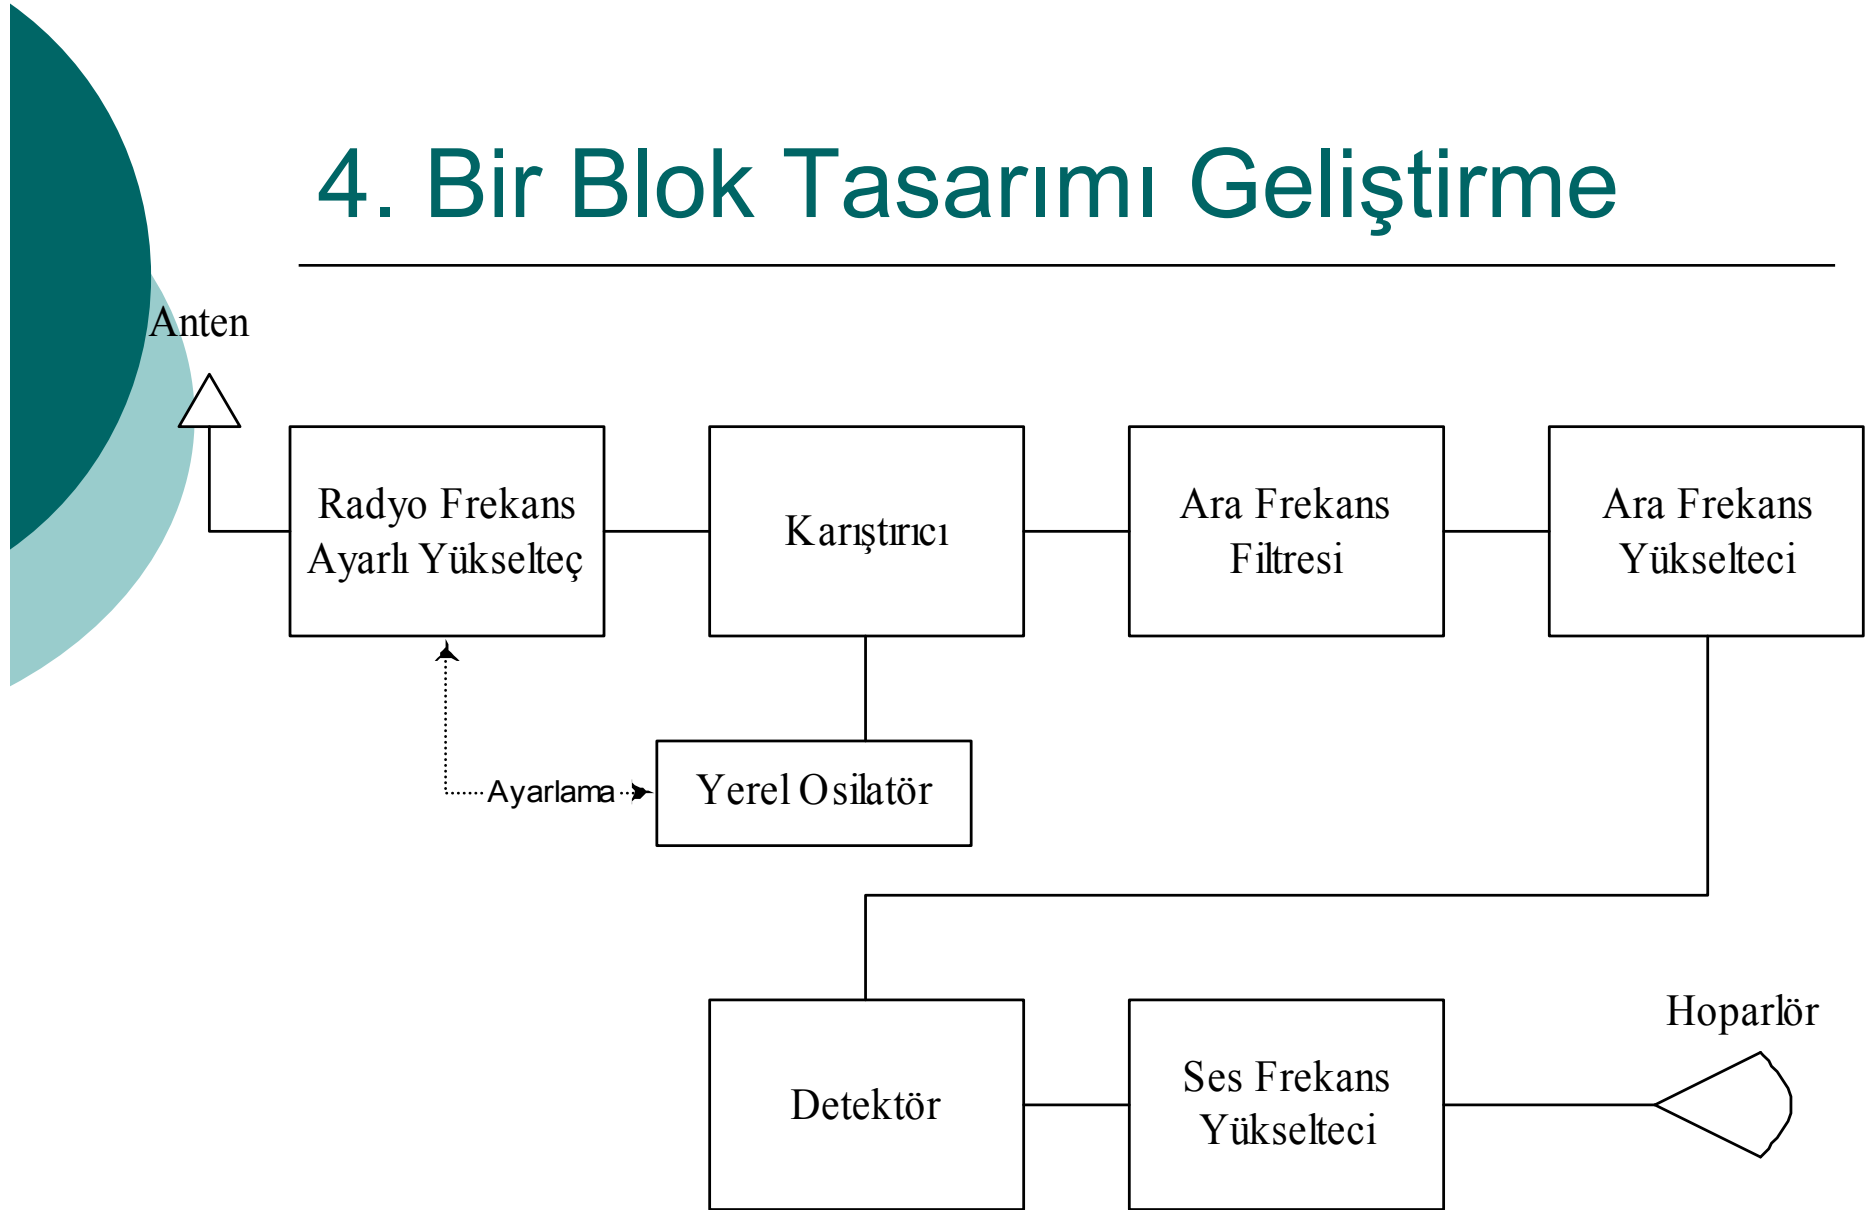 4. Bir Blok Tasarımı Geliştirme
Anten
Radyo Frekans
Ayarlı Yükselteç
Karıştırıcı
Ara Frekans
Filtresi
Ara Frekans
Yükselteci
Ayarlama
Yerel Osilatör
Detektör
Ses Frekans
Yükselteci
Hoparlör